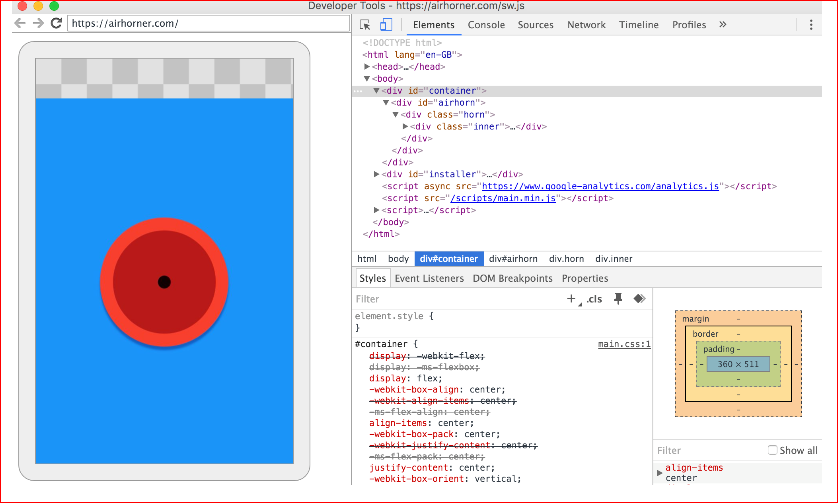 Developer Tools - https://airhorner.com/sw.js
https://airhorner.com/
Elements Console Sources Network Timeline Profiles »
<!DOCTYPE html>
<html lang="en-GB">
▶<head>…</head>
▼<body>
… ▼<div id="container">
▼<div id="airhorn">
▼<div class="horn">
▶<div class="inner">…</div>
</div>
</div>
</div>
▶<div id="installer">…</div>
<script async src="https://www.google-analytics.com/analytics.js"></script>
<script src="/scripts/main.min.js"></script>
▶<script>…</script>
</body>
</html>
html body div#container div#airhorn div.horn div.inner
Styles Event Listeners DOM Breakpoints Properties
Filter + .cls
element.style {
}
#container { main.css:1
display: -webkit-flex;
display: -ms-flexbox;
display: flex;
-webkit-box-align: center;
-webkit-align-items: center;
-ms-flex-align: center;
align-items: center;
-webkit-box-pack: center;
-webkit-justify-content: center;
-ms-flex-pack: center;
justify-content: center;
-webkit-box-orient: vertical;
margin -
border -
padding -
- - - 360 × 511 - - -
-
-
-
Filter Show all
▶ align-items
center